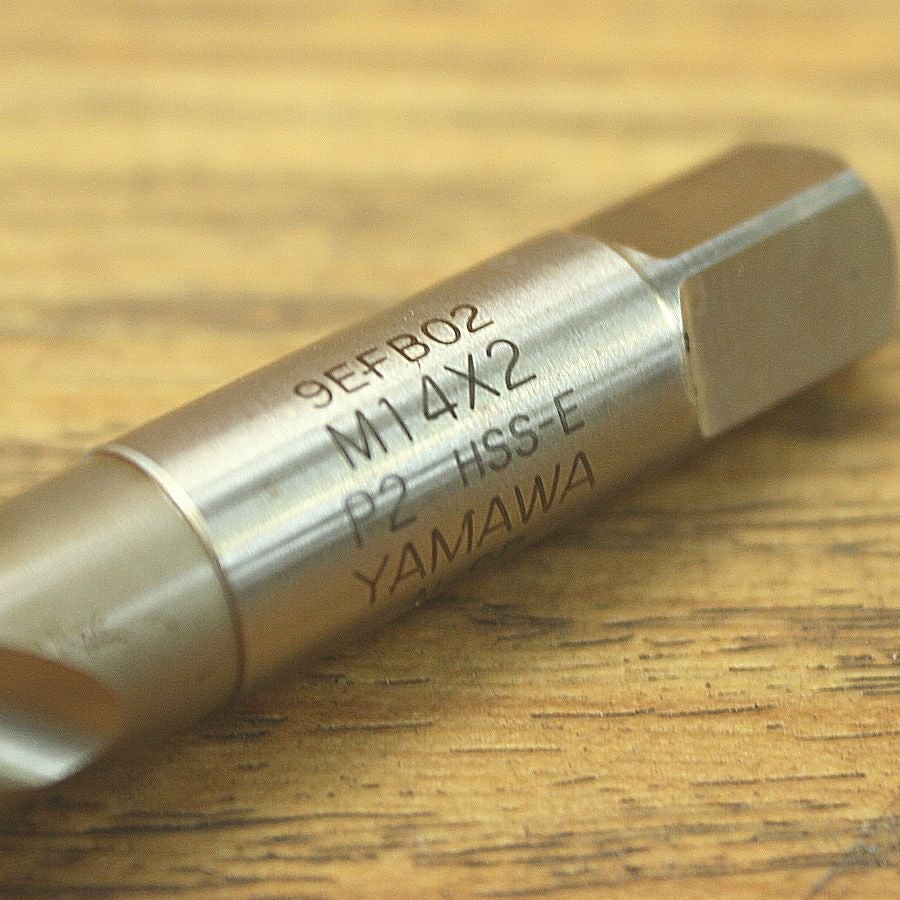 9EFB02
M14X2
P2 HSS-E
YAMAWA